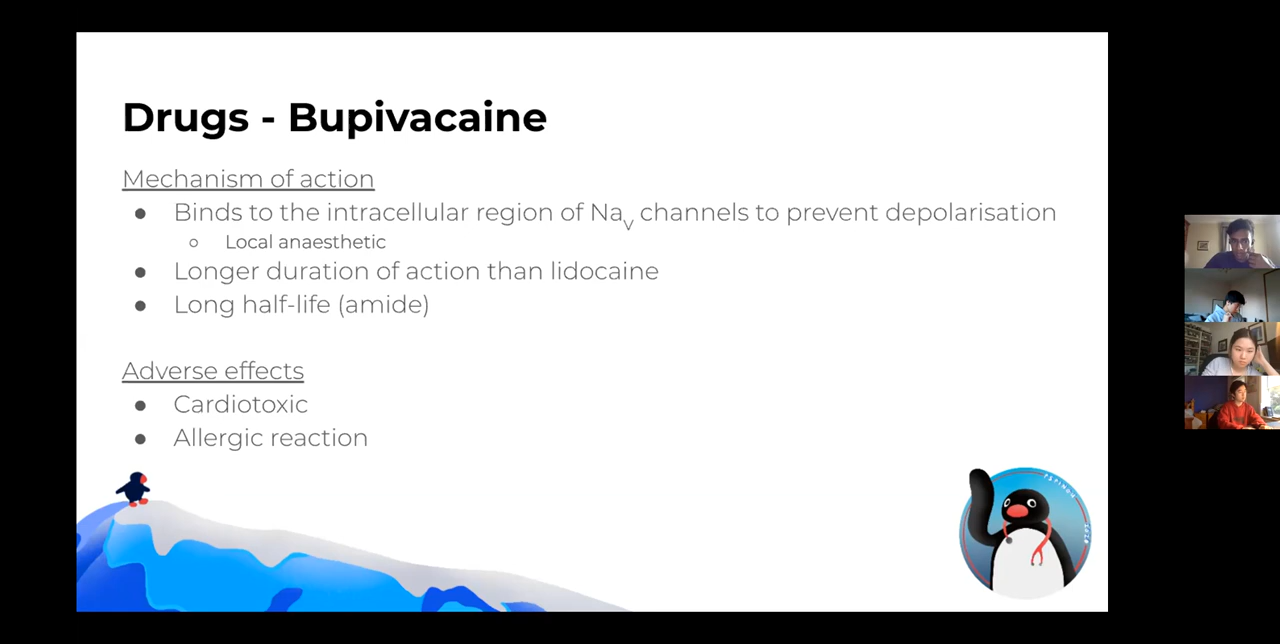 Drugs - Bupivacaine
Mechanism of action
● Binds to the intracellular region of Naᵥ channels to prevent depolarisation
○ Local anaesthetic
● Longer duration of action than lidocaine
● Long half-life (amide)
Adverse effects
● Cardiotoxic
● Allergic reaction